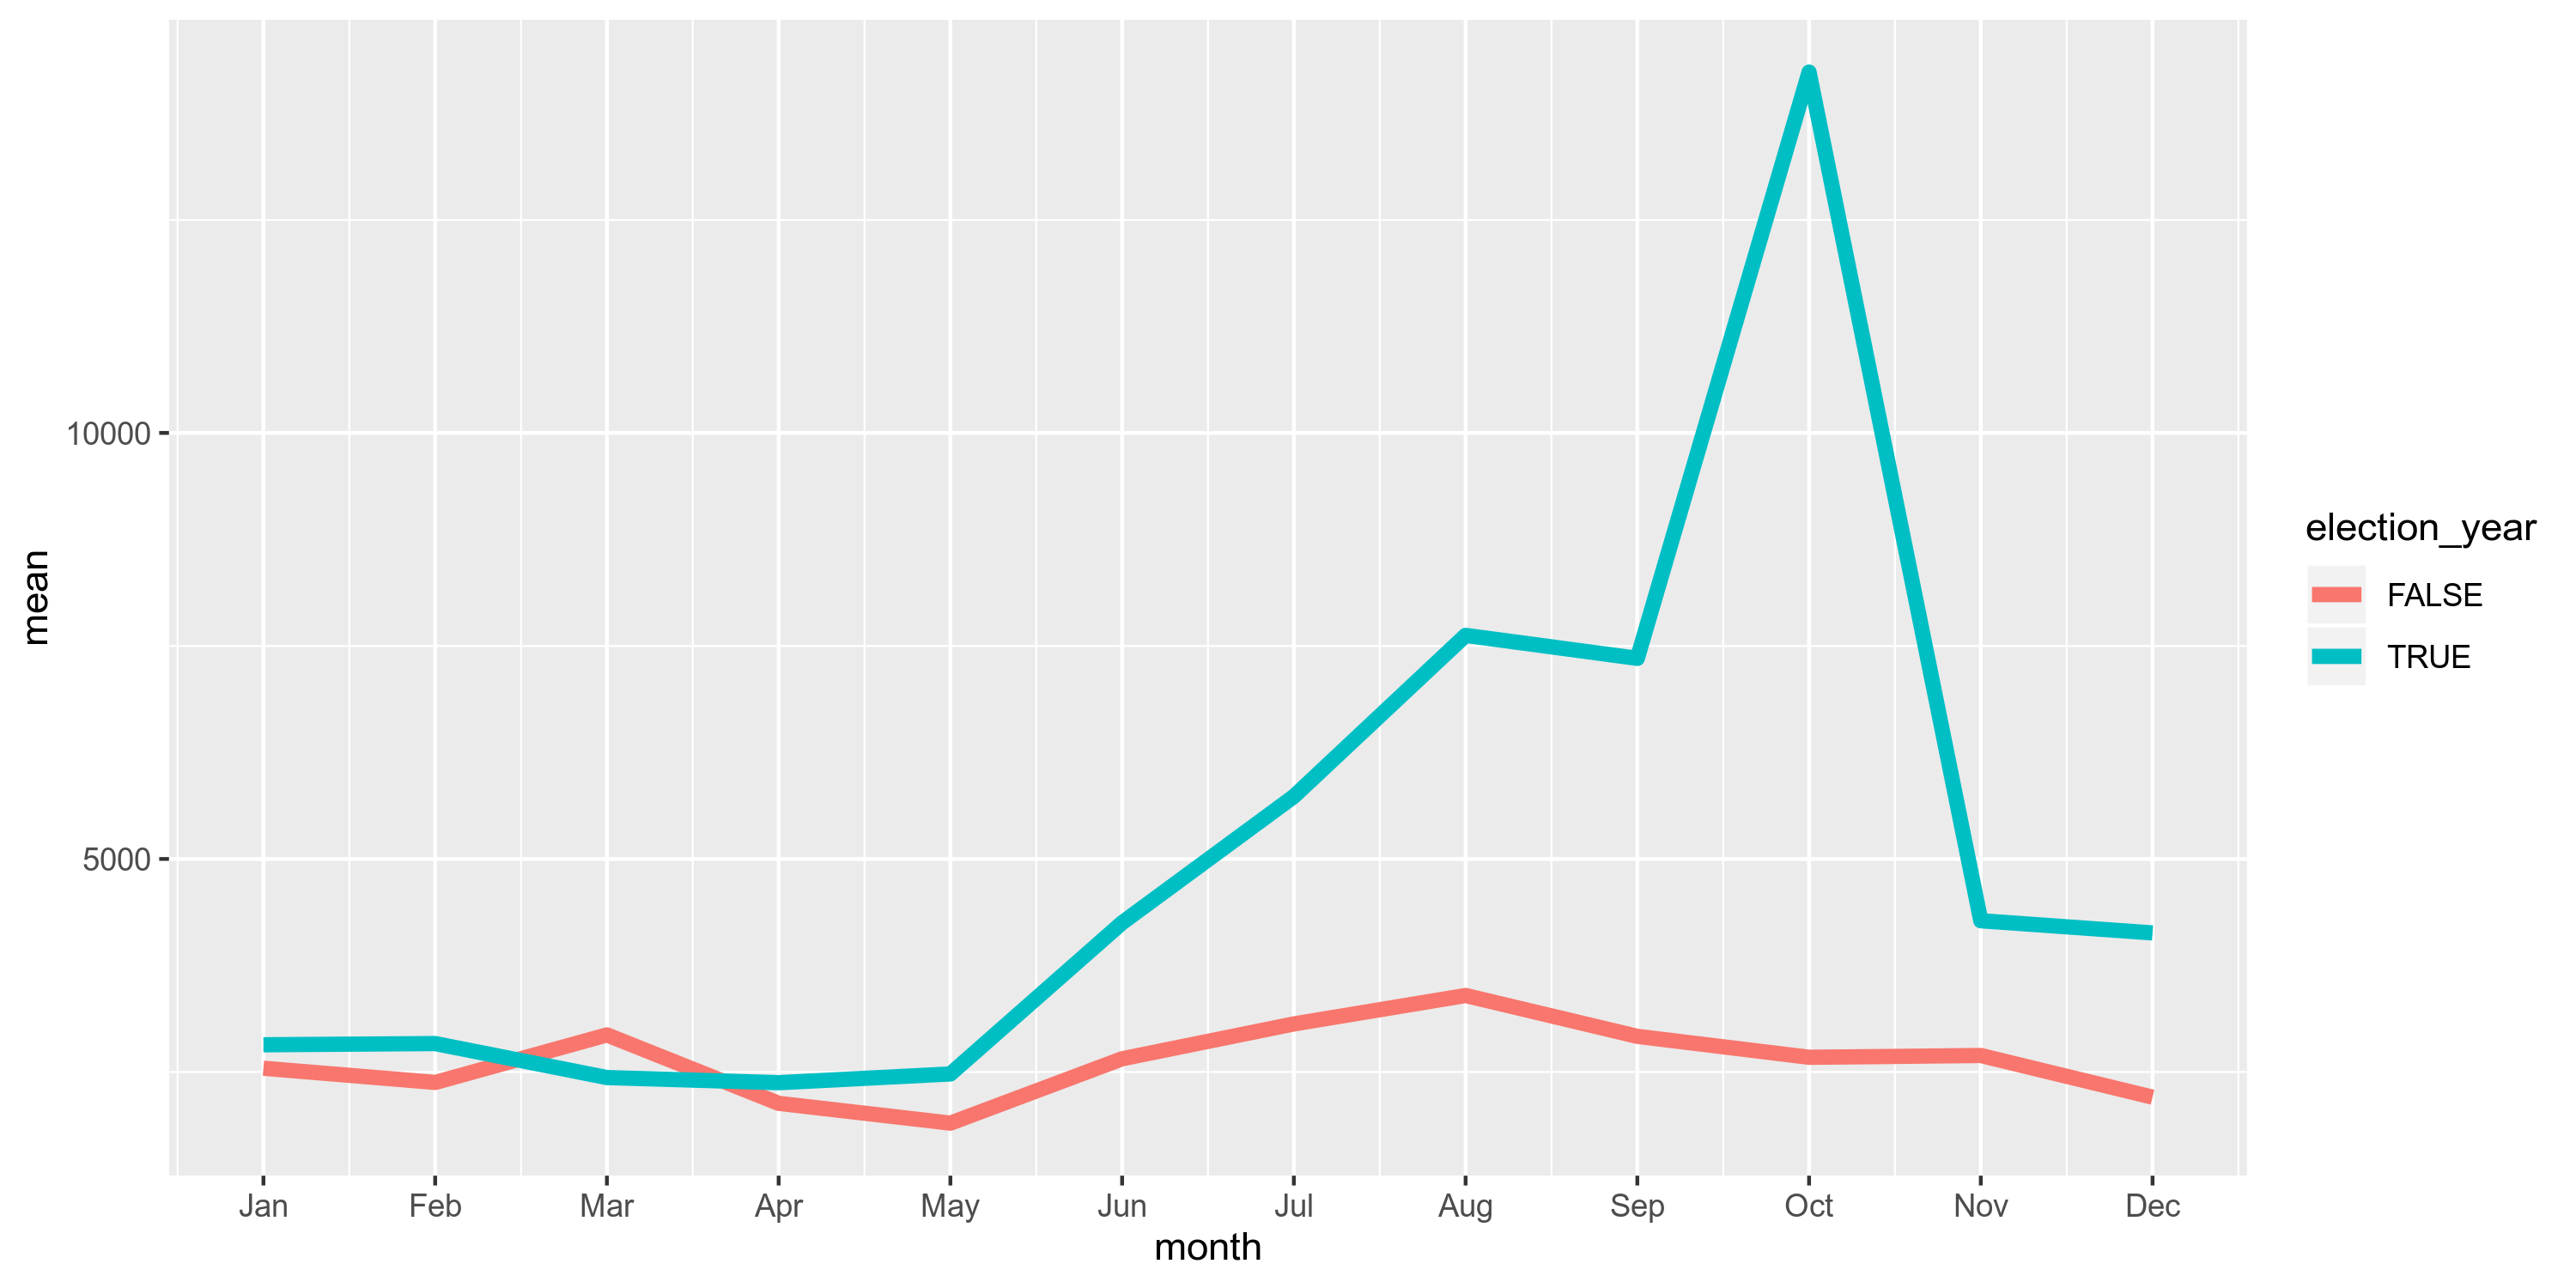 mean
10000
5000
Jan Feb Mar Apr May Jun Jul Aug Sep Oct Nov Dec
month
election_year
FALSE
TRUE